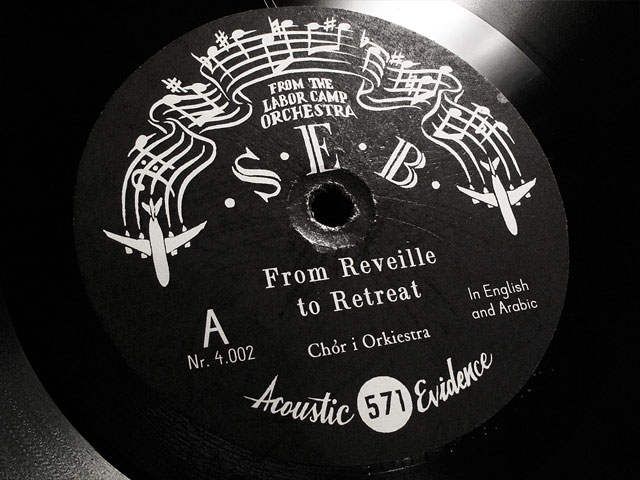 FROM THE
LABOR CAMP
ORCHESTRA
· S · E · B ·
From Reveille
to Retreat
In English
and Arabic
A
Nr. 4.002
Chór i Orkiestra
Acoustic 571 Evidence